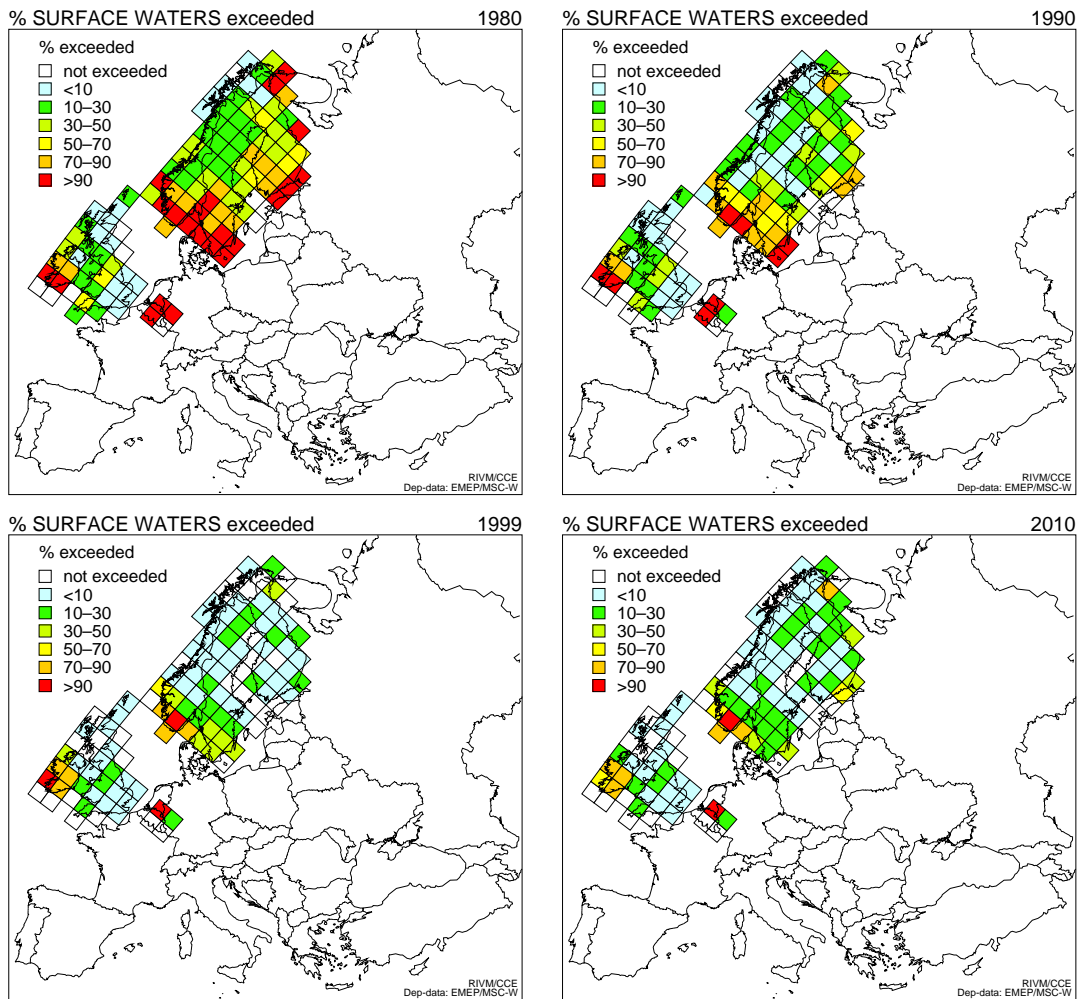 % SURFACE WATERS exceeded 1980
% exceeded
not exceeded
<10
10–30
30–50
50–70
70–90
>90
RIVM/CCE
Dep-data: EMEP/MSC-W
% SURFACE WATERS exceeded 1990
% exceeded
not exceeded
<10
10–30
30–50
50–70
70–90
>90
RIVM/CCE
Dep-data: EMEP/MSC-W
% SURFACE WATERS exceeded 1999
% exceeded
not exceeded
<10
10–30
30–50
50–70
70–90
>90
RIVM/CCE
Dep-data: EMEP/MSC-W
% SURFACE WATERS exceeded 2010
% exceeded
not exceeded
<10
10–30
30–50
50–70
70–90
>90
RIVM/CCE
Dep-data: EMEP/MSC-W